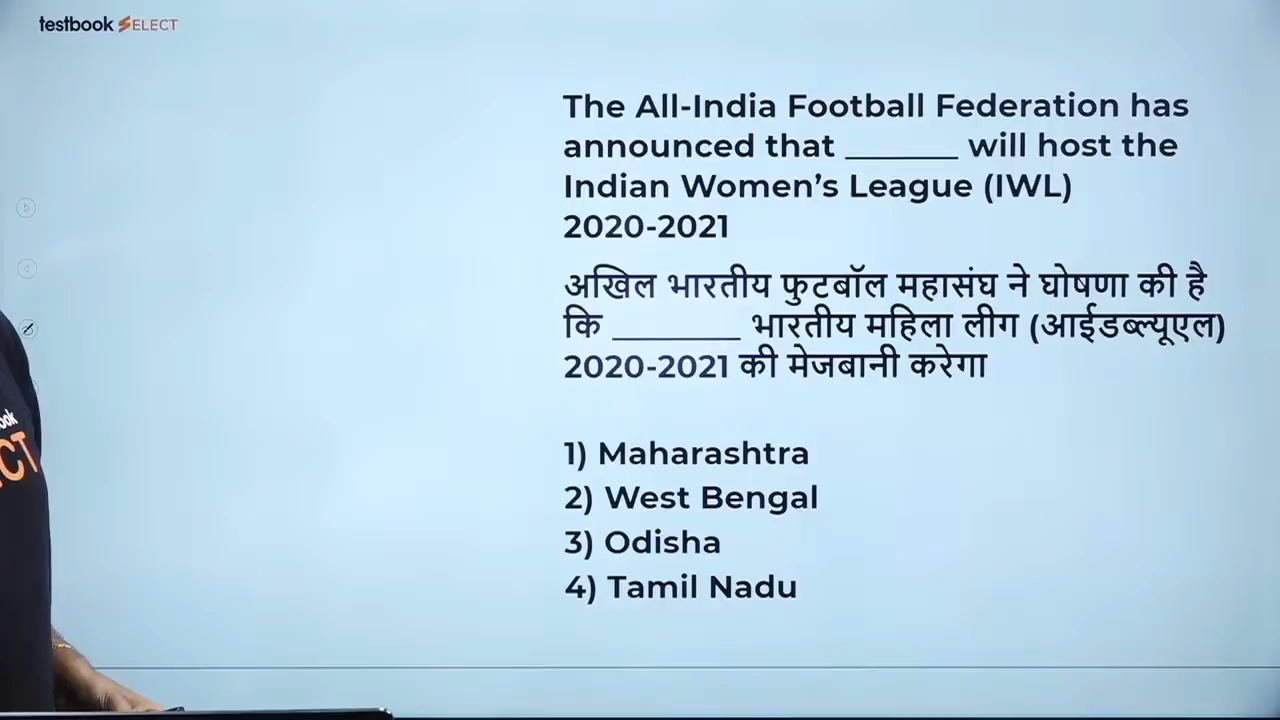 testbook SELECT
The All-India Football Federation has
announced that _______ will host the
Indian Women's League (IWL)
2020-2021
अखिल भारतीय फुटबॉल महासंघ ने घोषणा की है
कि ________ भारतीय महिला लीग (आईडब्ल्यूएल)
2020-2021 की मेजबानी करेगा
1) Maharashtra
2) West Bengal
3) Odisha
4) Tamil Nadu
ook
CT